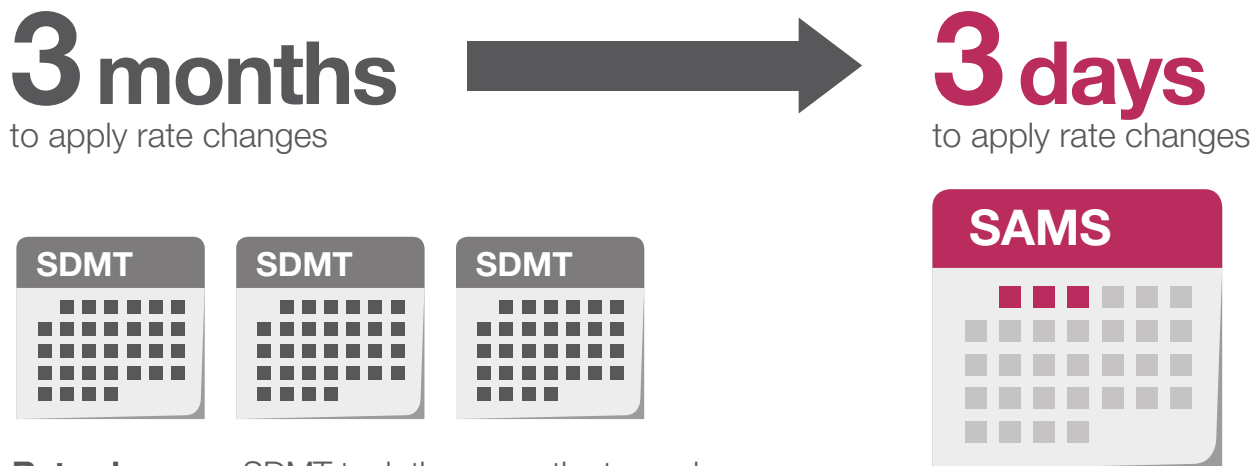 3 months
to apply rate changes
3 days
to apply rate changes
SDMT
SDMT
SDMT
SAMS